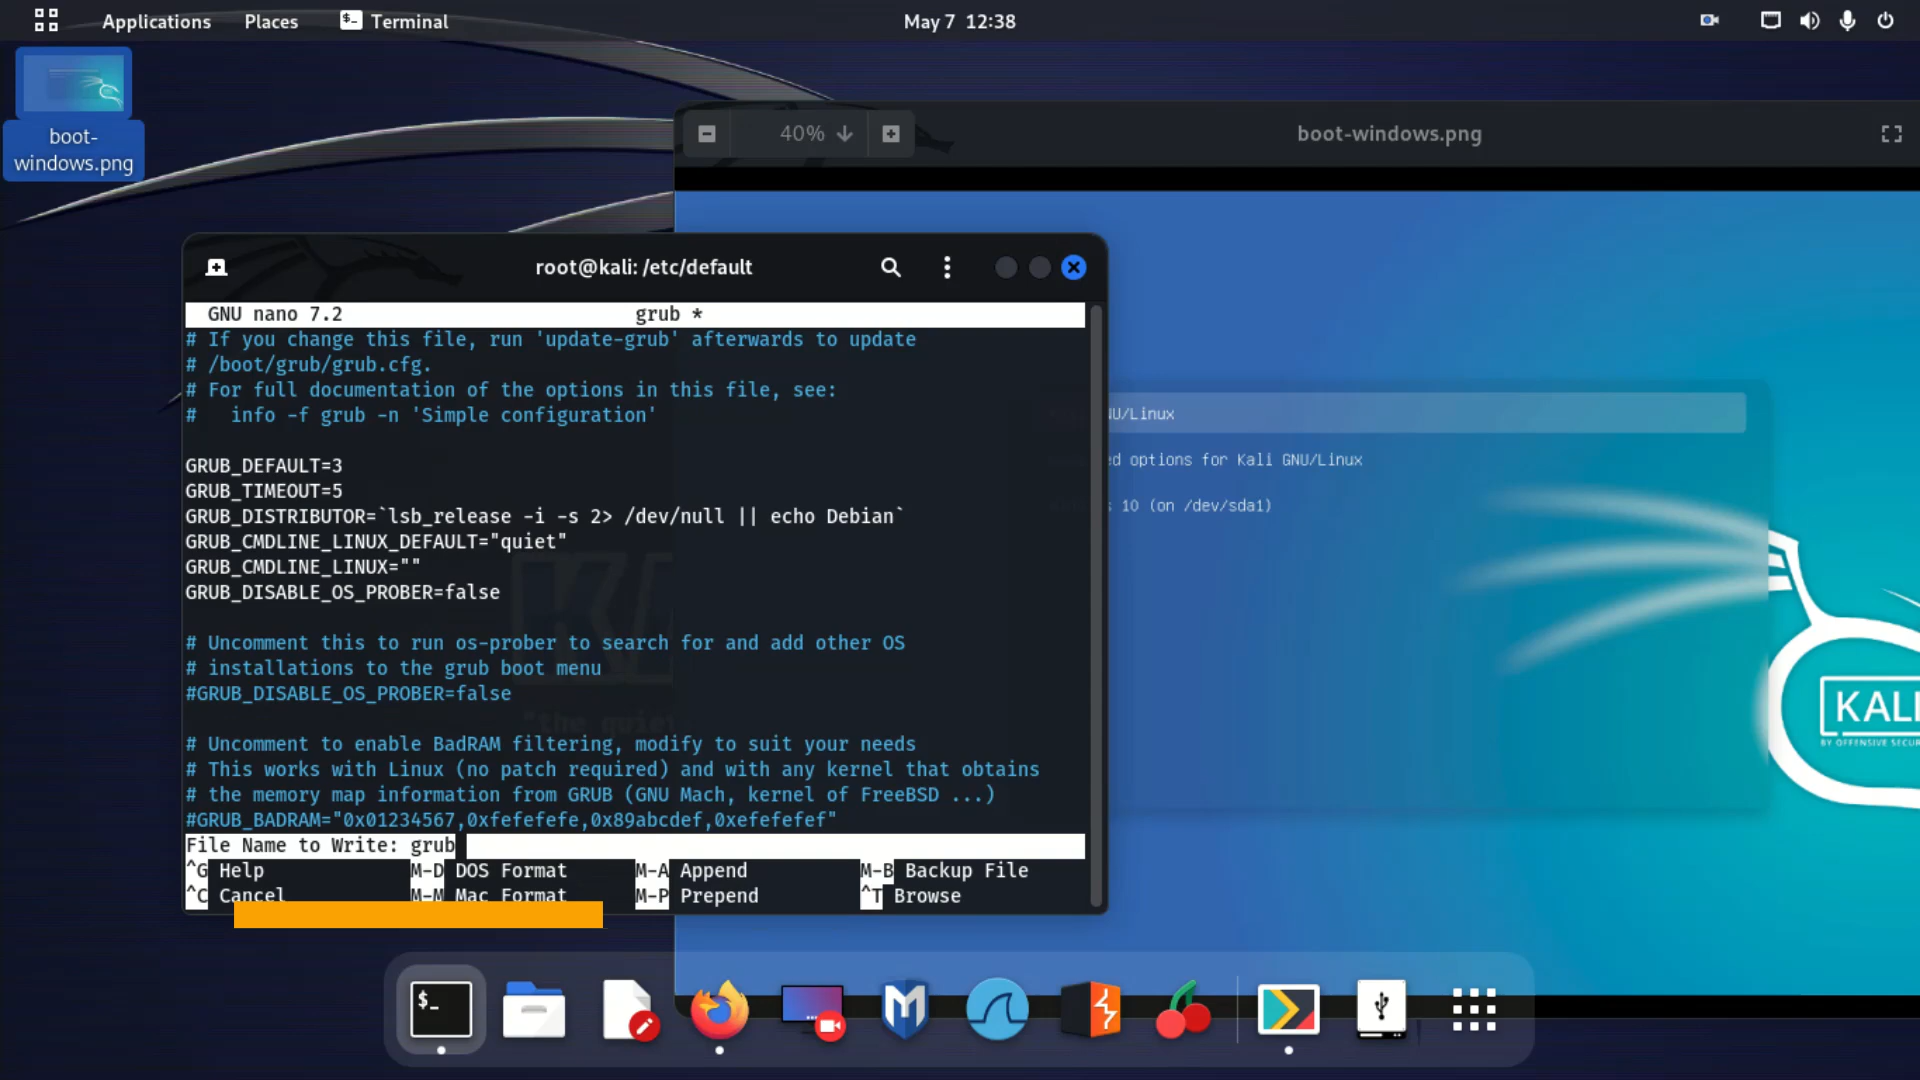 Applications Places Terminal May 7 12:38
boot-
windows.png
40%
boot-windows.png
root@kali: /etc/default
GNU nano 7.2 grub *
# If you change this file, run 'update-grub' afterwards to update
# /boot/grub/grub.cfg.
# For full documentation of the options in this file, see:
#   info -f grub -n 'Simple configuration'
GRUB_DEFAULT=3
GRUB_TIMEOUT=5
GRUB_DISTRIBUTOR=`lsb_release -i -s 2> /dev/null || echo Debian`
GRUB_CMDLINE_LINUX_DEFAULT="quiet"
GRUB_CMDLINE_LINUX=""
GRUB_DISABLE_OS_PROBER=false
# Uncomment this to run os-prober to search for and add other OS
# installations to the grub boot menu
#GRUB_DISABLE_OS_PROBER=false
# Uncomment to enable BadRAM filtering, modify to suit your needs
# This works with Linux (no patch required) and with any kernel that obtains
# the memory map information from GRUB (GNU Mach, kernel of FreeBSD ...)
#GRUB_BADRAM="0x01234567,0xfefefefe,0x89abcdef,0xefefefef"
File Name to Write: grub
^G Help M-D DOS Format M-A Append M-B Backup File
^C Cancel M-M Mac Format M-P Prepend ^T Browse
NU/Linux
d options for Kali GNU/Linux
s 10 (on /dev/sda1)
KALI
BY OFFENSIVE SECUR
$_